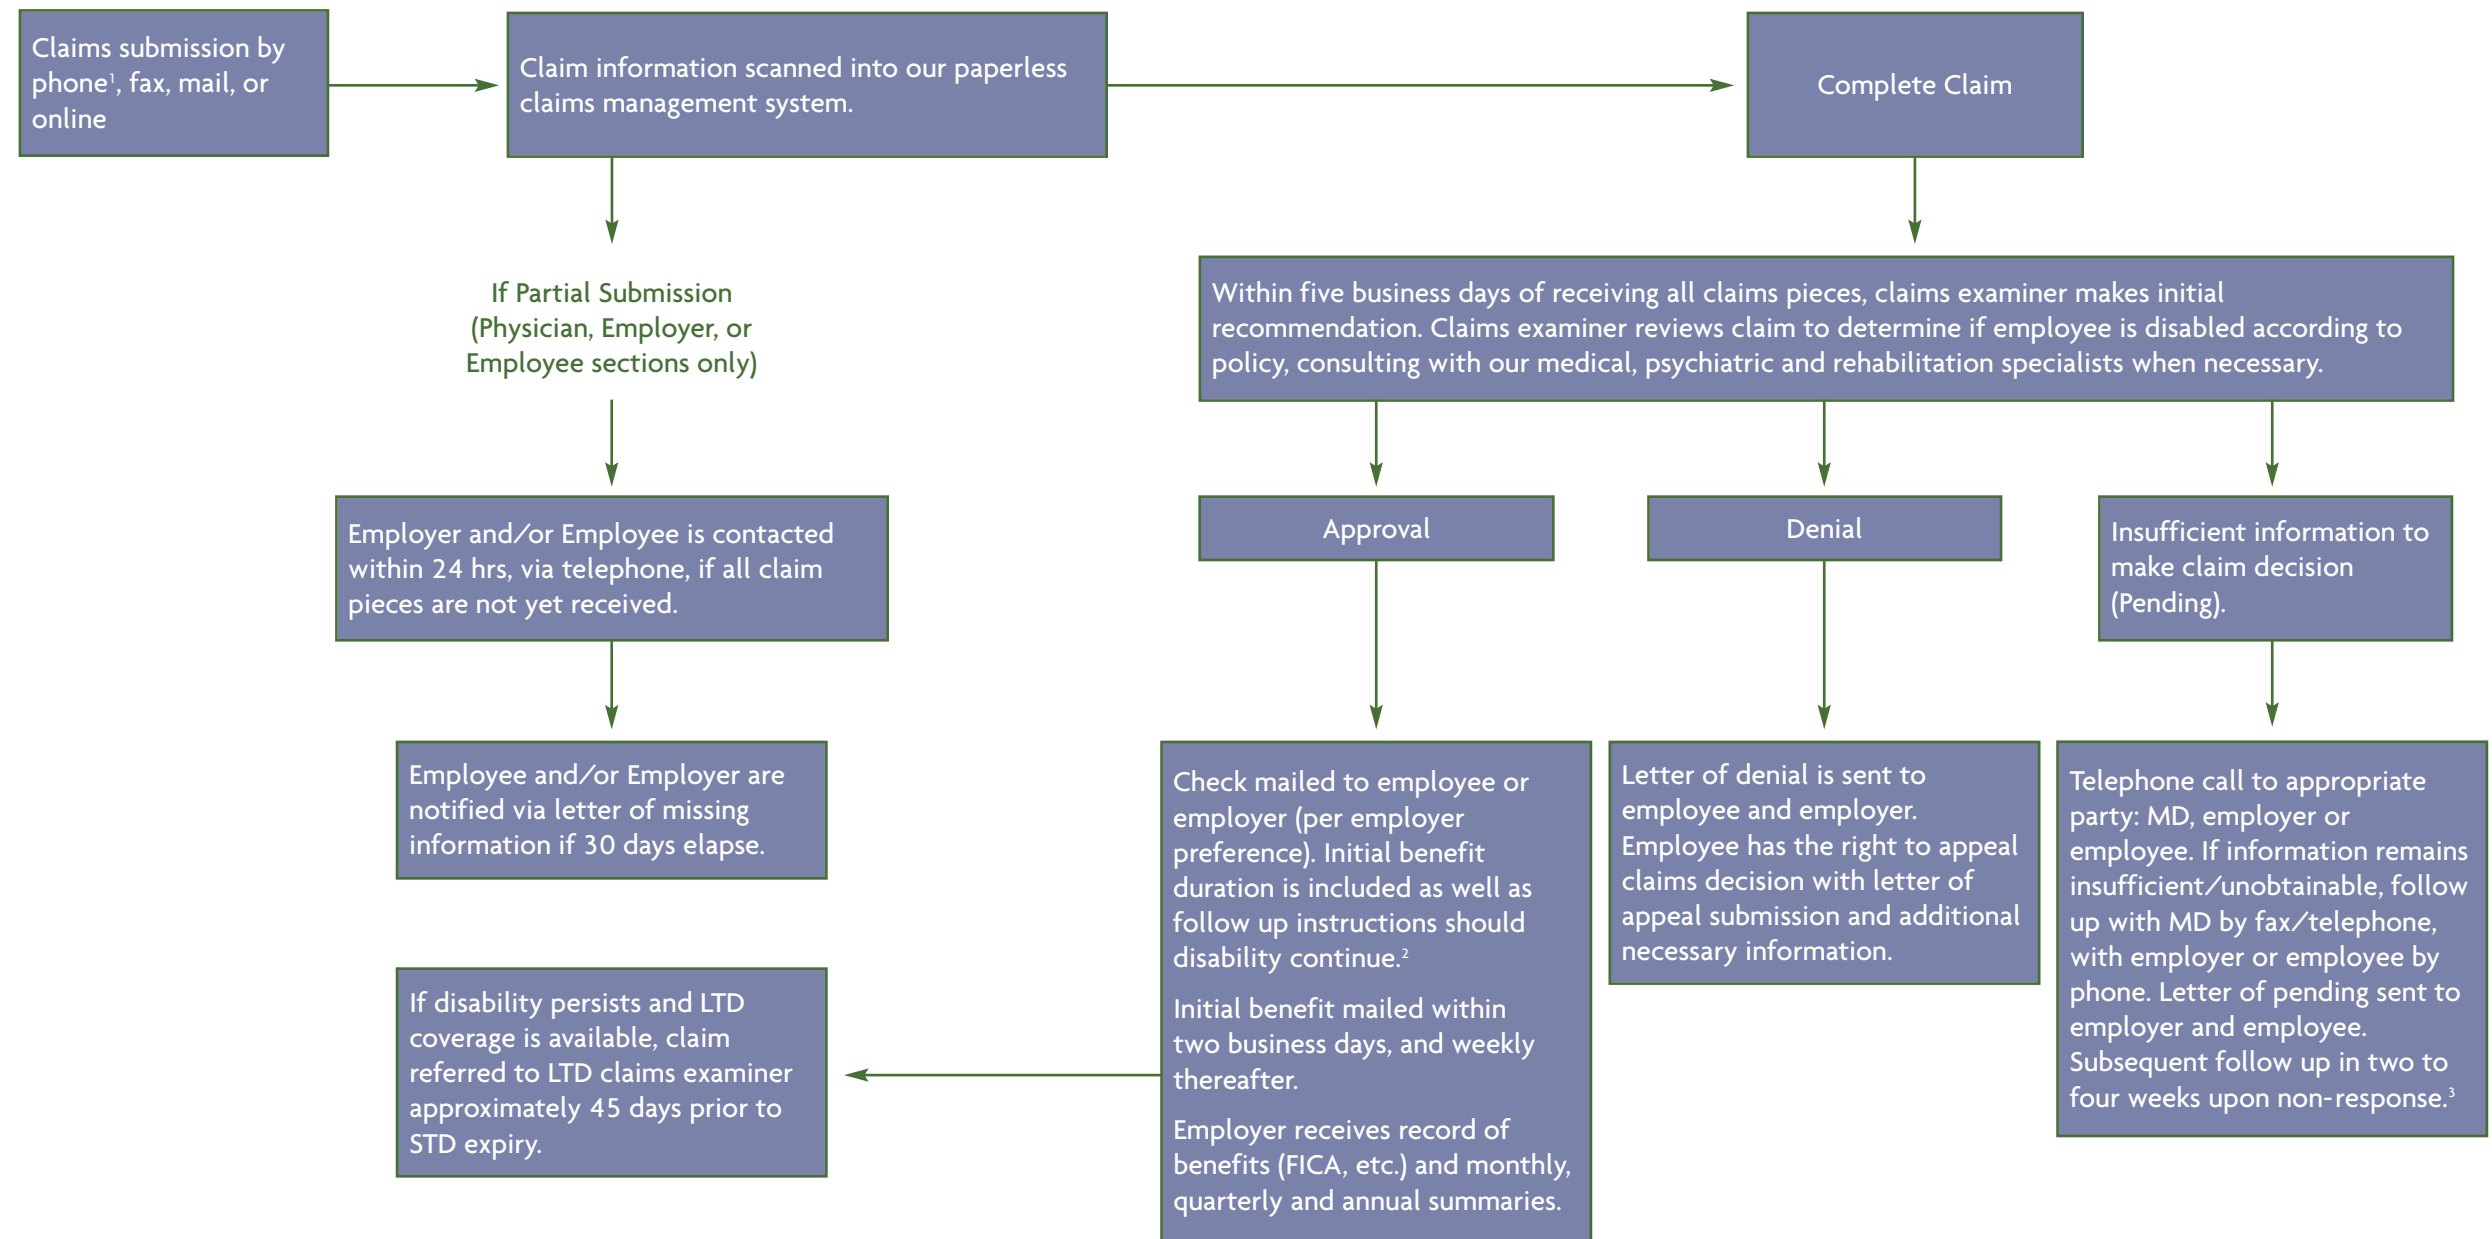 Claims submission by
phone¹, fax, mail, or
online
Claim information scanned into our paperless
claims management system.
Complete Claim
If Partial Submission
(Physician, Employer, or
Employee sections only)
Within five business days of receiving all claims pieces, claims examiner makes initial
recommendation. Claims examiner reviews claim to determine if employee is disabled according to
policy, consulting with our medical, psychiatric and rehabilitation specialists when necessary.
Employer and/or Employee is contacted
within 24 hrs, via telephone, if all claim
pieces are not yet received.
Approval
Denial
Insufficient information to
make claim decision
(Pending).
Employee and/or Employer are
notified via letter of missing
information if 30 days elapse.
Check mailed to employee or
employer (per employer
preference). Initial benefit
duration is included as well as
follow up instructions should
disability continue.²
Initial benefit mailed within
two business days, and weekly
thereafter.
Employer receives record of
benefits (FICA, etc.) and monthly,
quarterly and annual summaries.
Letter of denial is sent to
employee and employer.
Employee has the right to appeal
claims decision with letter of
appeal submission and additional
necessary information.
Telephone call to appropriate
party: MD, employer or
employee. If information remains
insufficient/unobtainable, follow
up with MD by fax/telephone,
with employer or employee by
phone. Letter of pending sent to
employer and employee.
Subsequent follow up in two to
four weeks upon non-response.³
If disability persists and LTD
coverage is available, claim
referred to LTD claims examiner
approximately 45 days prior to
STD expiry.